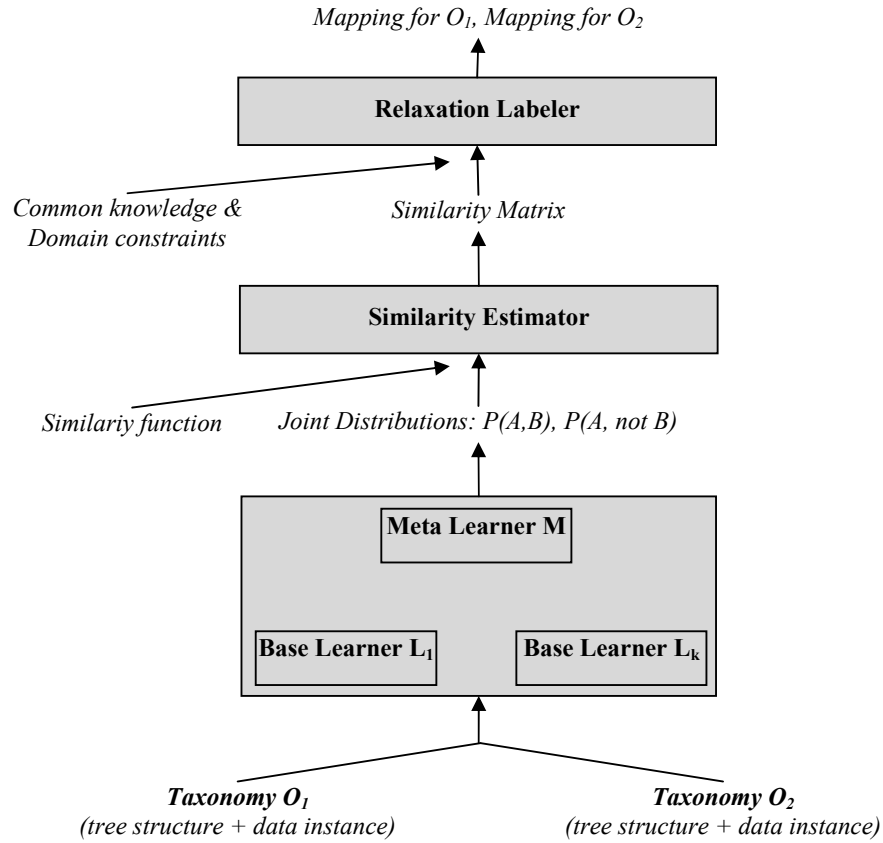 Mapping for O₁, Mapping for O₂
Relaxation Labeler
Common knowledge &
Domain constraints
Similarity Matrix
Similarity Estimator
Similariy function
Joint Distributions: P(A,B), P(A, not B)
Meta Learner M
Base Learner L₁
Base Learner Lₖ
Taxonomy O₁
(tree structure + data instance)
Taxonomy O₂
(tree structure + data instance)